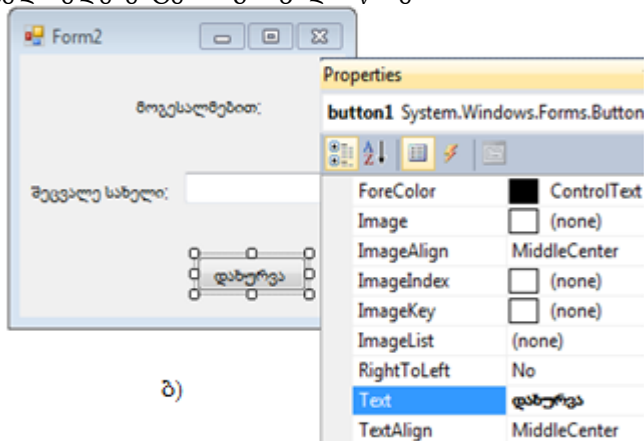 Form2
მოგესალმებით:
შეცვალე სახელი:
დახურვა
ბ)
Properties
button1 System.Windows.Forms.Button
ForeColor ControlText
Image (none)
ImageAlign MiddleCenter
ImageIndex (none)
ImageKey (none)
ImageList (none)
RightToLeft No
Text დახურვა
TextAlign MiddleCenter